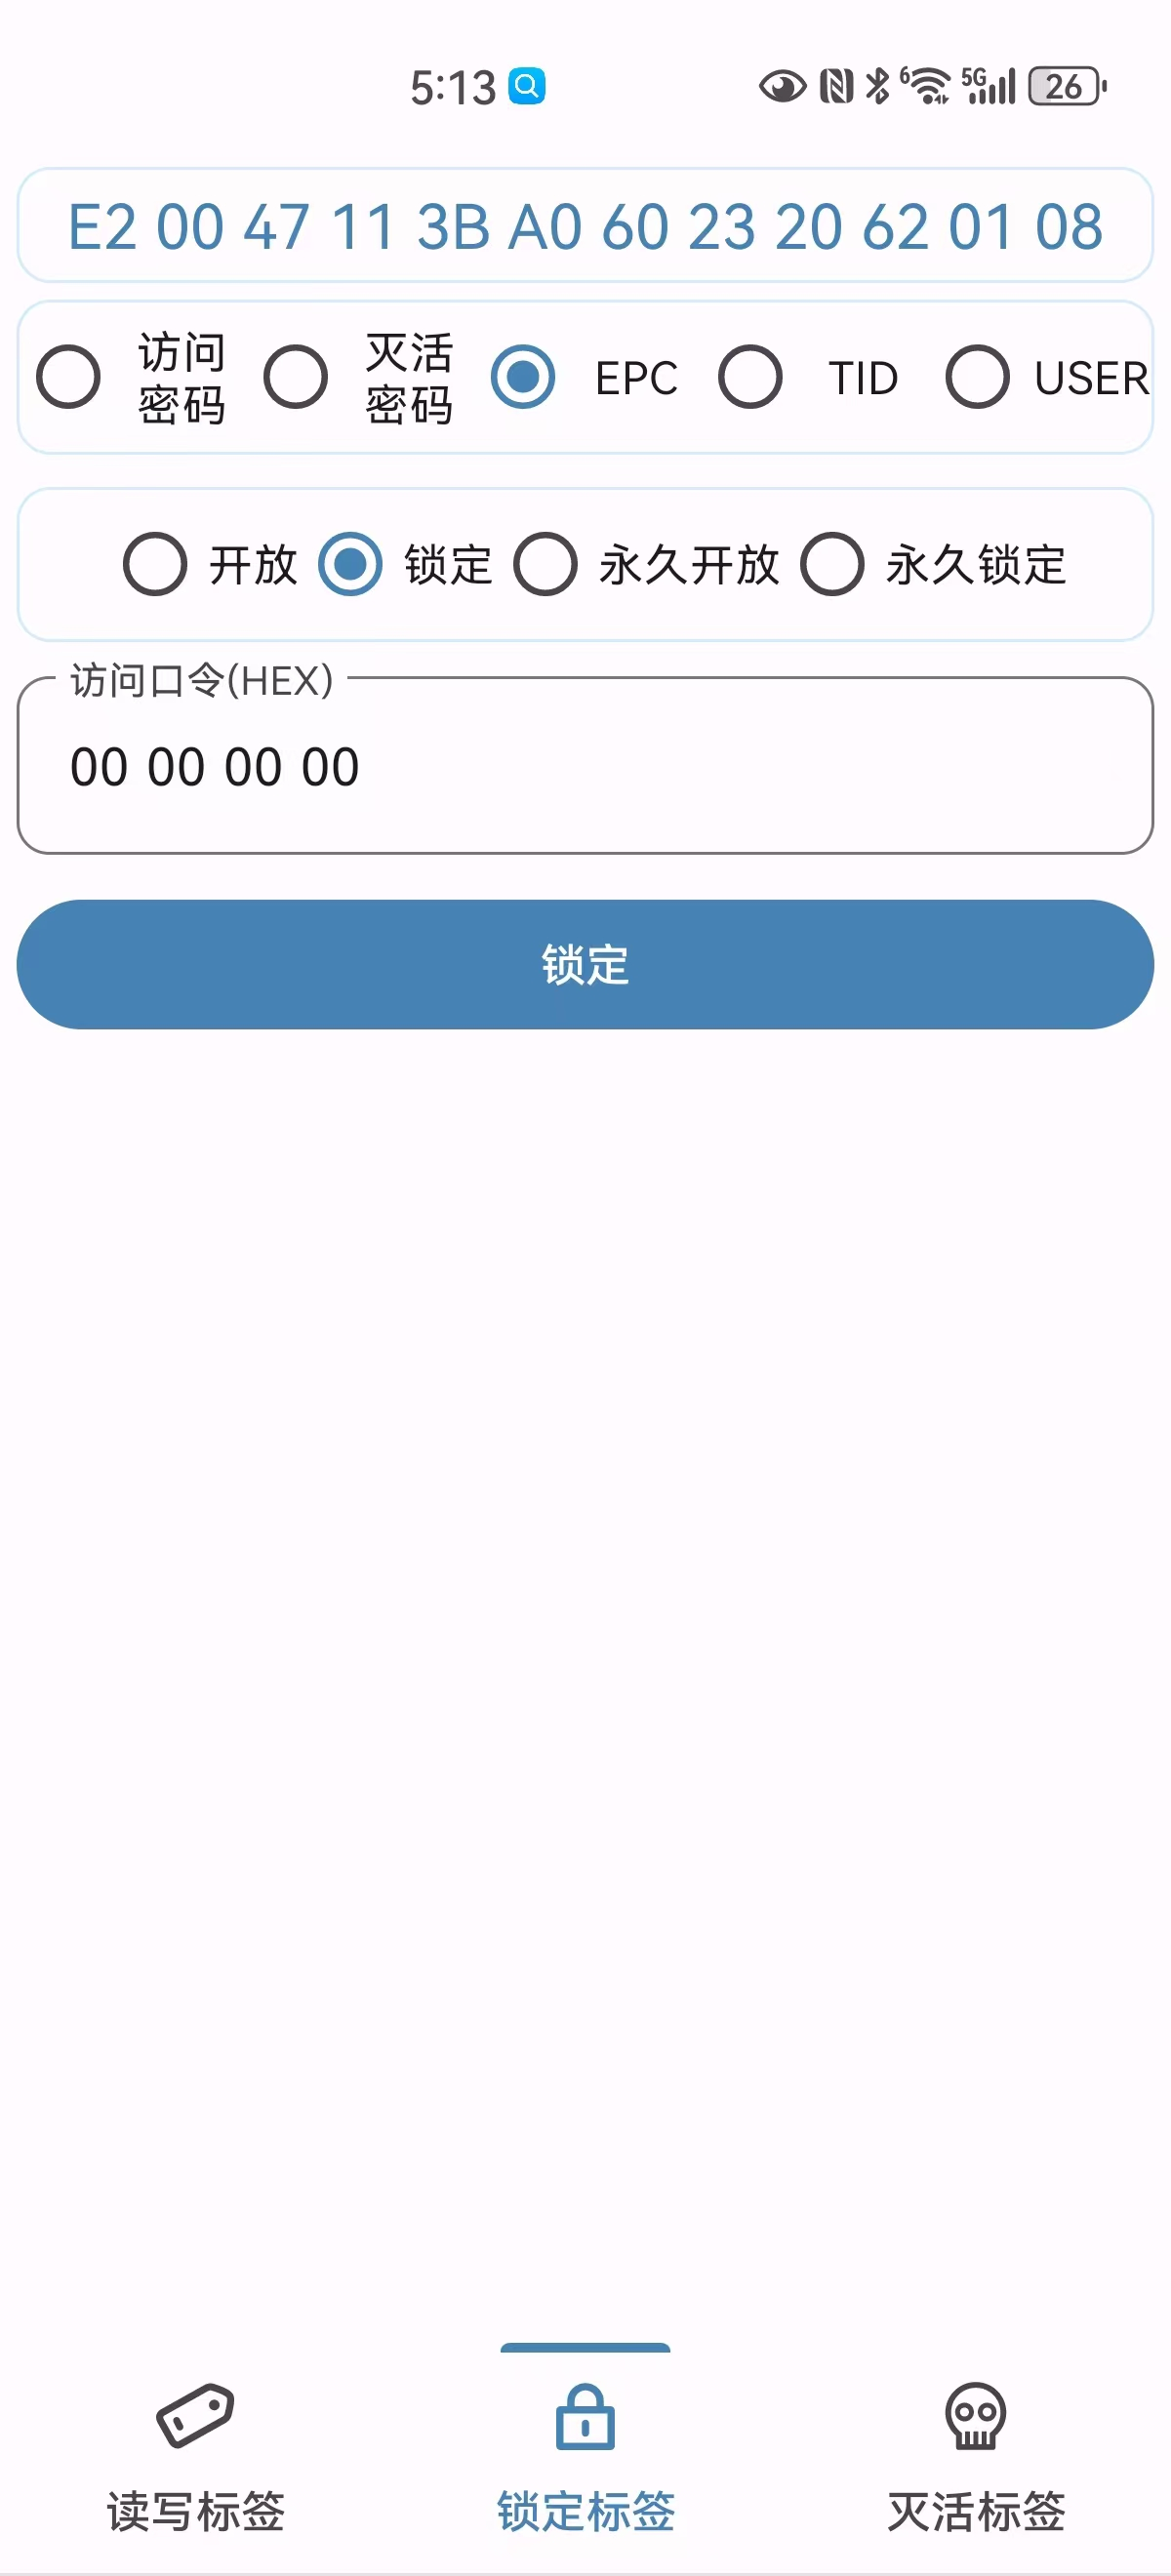 5:13 6 5G 26
E2 00 47 11 3B A0 60 23 20 62 01 08
访问密码 灭活密码 EPC TID USER
开放 锁定 永久开放 永久锁定
访问口令(HEX)
00 00 00 00
锁定
读写标签 锁定标签 灭活标签